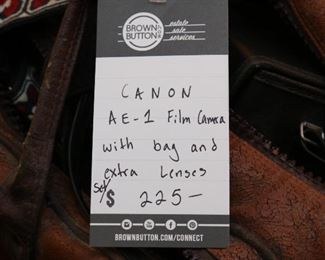 BROWN
BUTTON
estate
sale
services
CANON
AE-1 Film Camera
with bag and
extra Lenses
set/$ 225-
BROWNBUTTON.COM/CONNECT